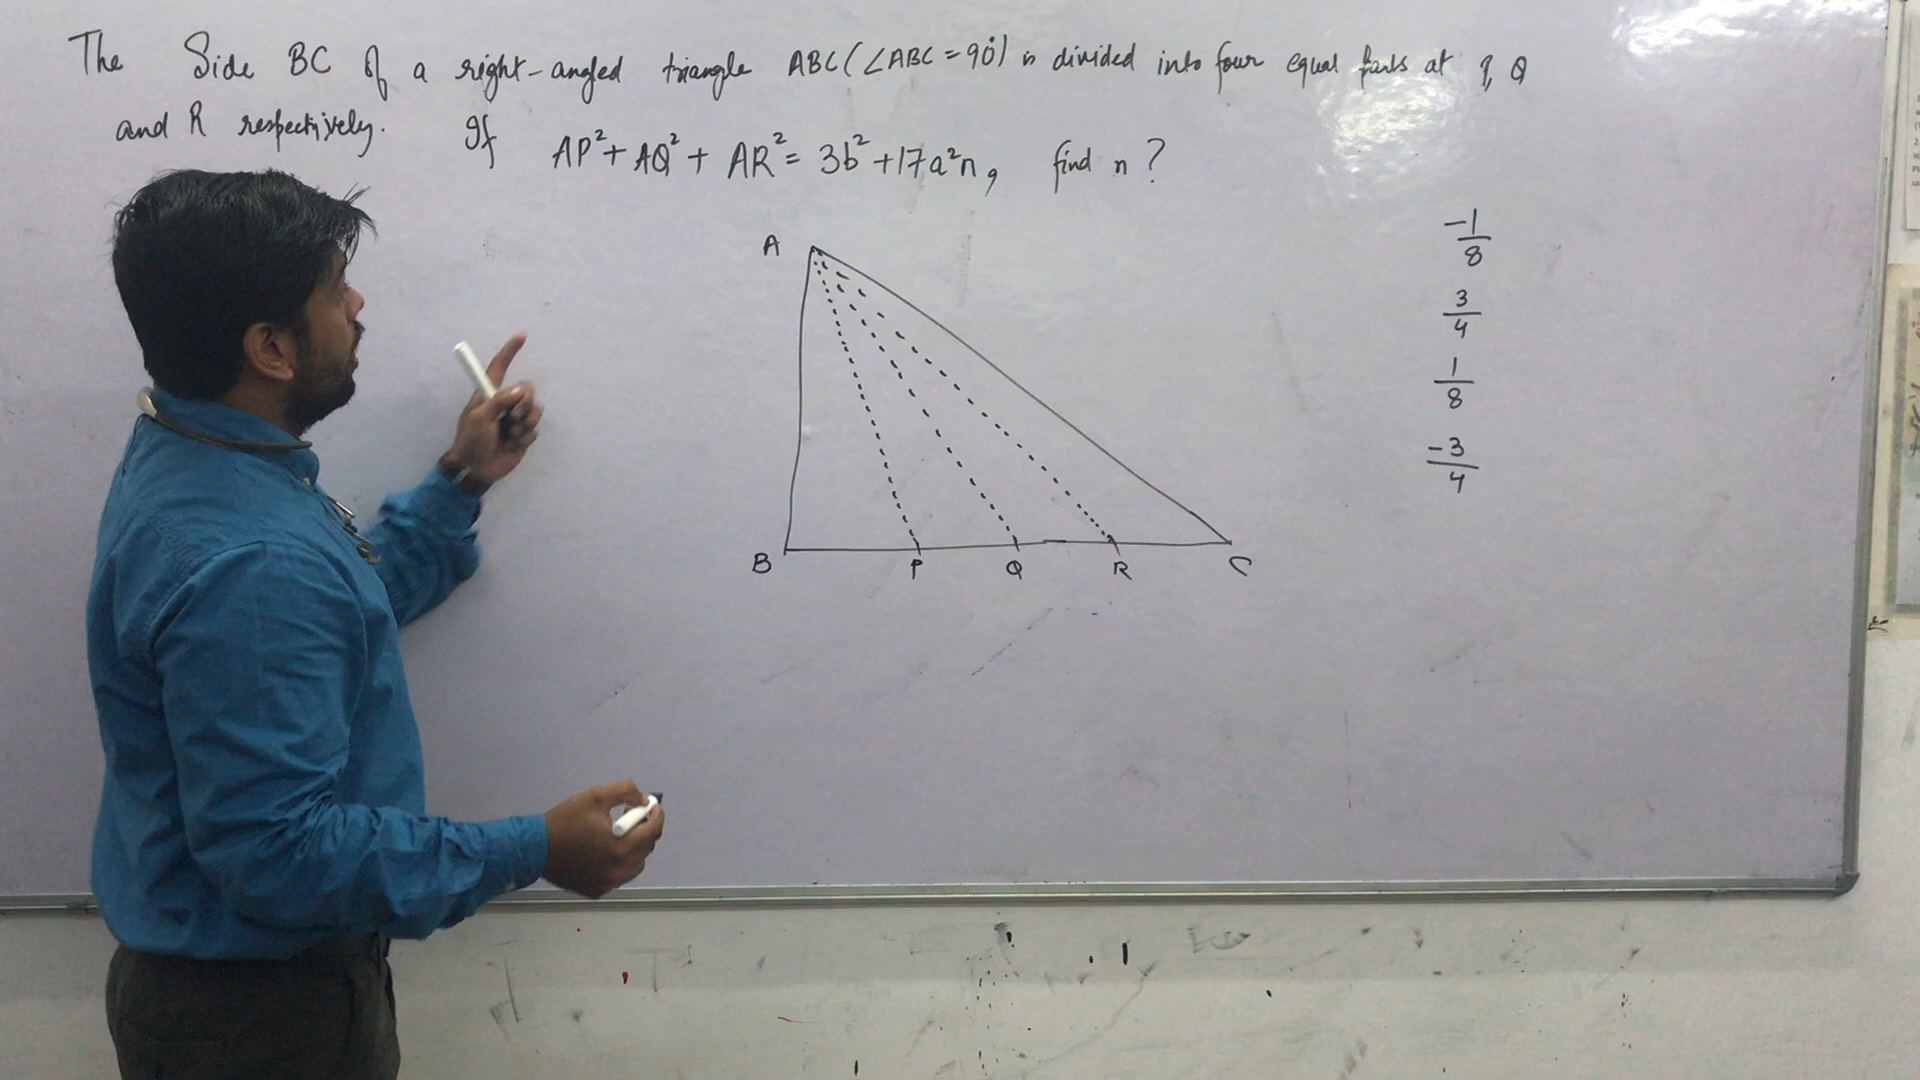 The Side BC of a right-angled triangle ABC (∠ABC = 90°) is divided into four equal parts at P, Q
and R respectively. If AP² + AQ² + AR² = 3b² + 17a²n, find n?
A
B P Q R C
-1/8
3/4
1/8
-3/4